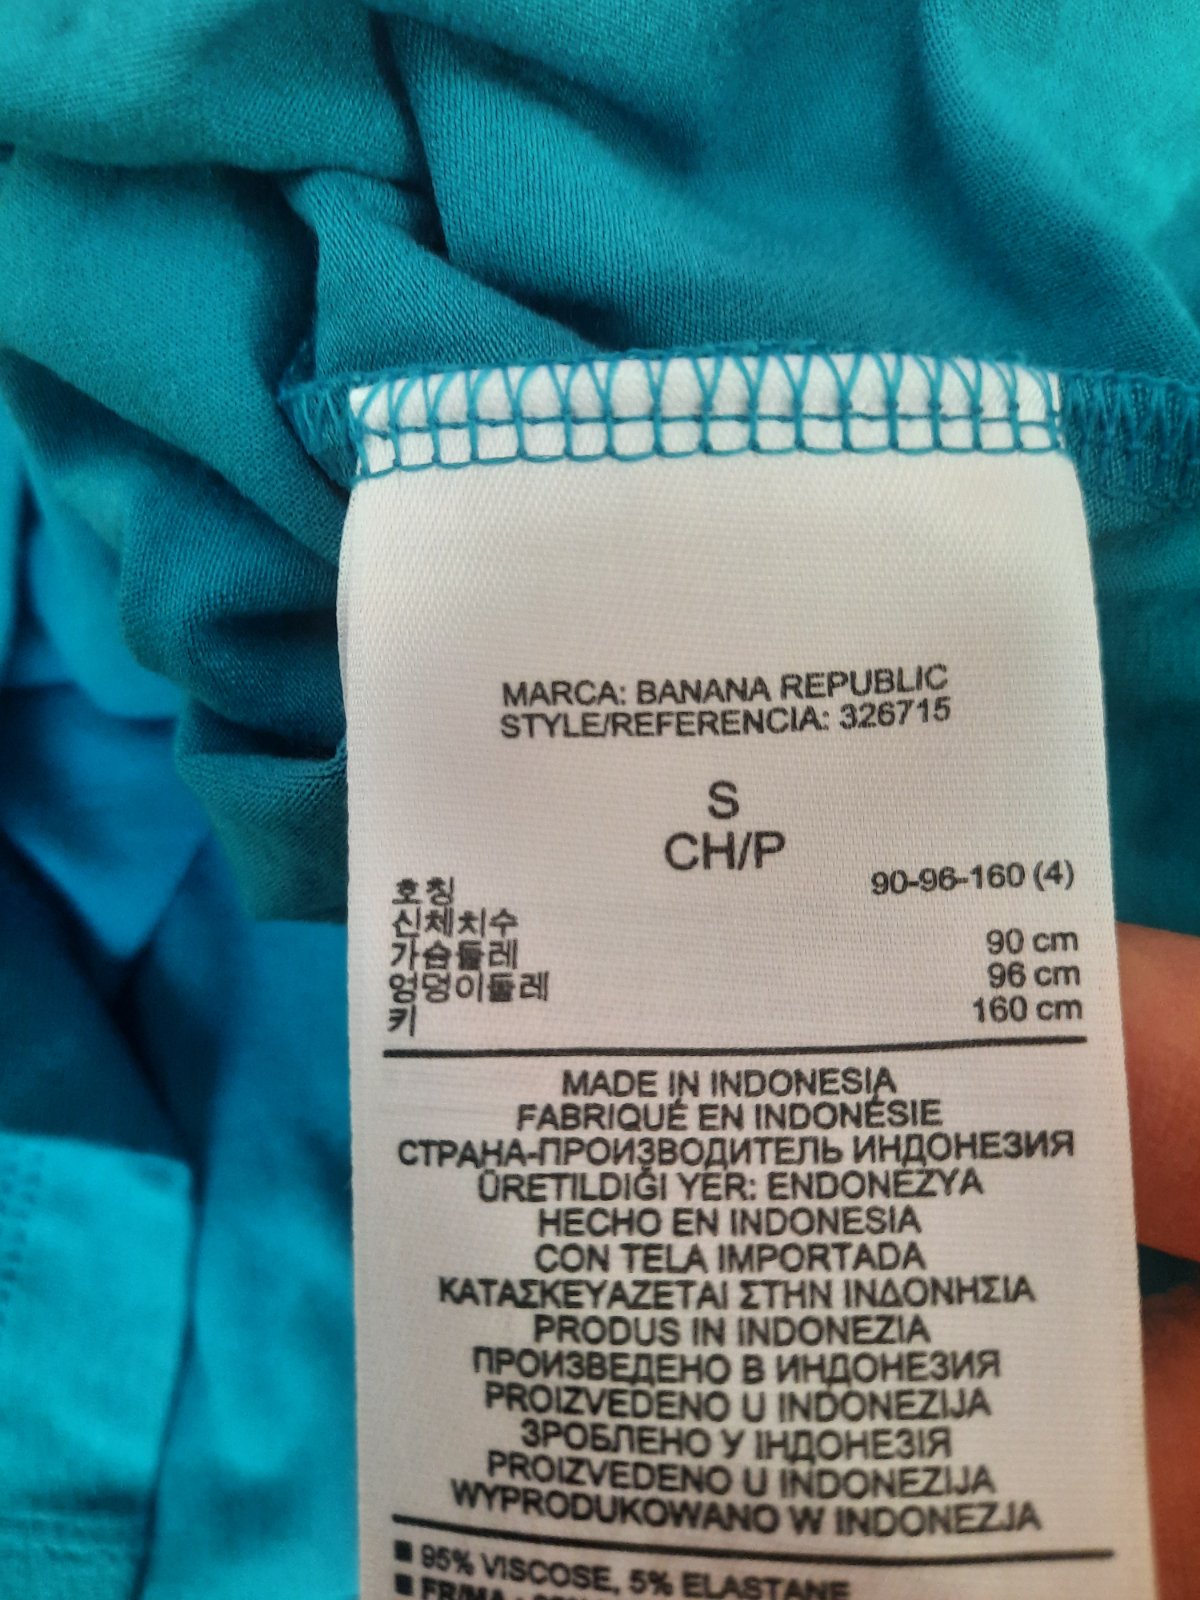 MARCA: BANANA REPUBLIC
STYLE/REFERENCIA: 326715
S
CH/P
호칭 90-96-160 (4)
신체치수
가슴둘레 90 cm
엉덩이둘레 96 cm
키 160 cm
MADE IN INDONESIA
FABRIQUÉ EN INDONÉSIE
СТРАНА-ПРОИЗВОДИТЕЛЬ ИНДОНЕЗИЯ
ÜRETILDIĞI YER: ENDONEZYA
HECHO EN INDONESIA
CON TELA IMPORTADA
ΚΑΤΑΣΚΕΥΑΖΕΤΑΙ ΣΤΗΝ ΙΝΔΟΝΗΣΙΑ
PRODUS IN INDONEZIA
ПРОИЗВЕДЕНО В ИНДОНЕЗИЯ
PROIZVEDENO U INDONEZIJA
ЗРОБЛЕНО У ІНДОНЕЗІЯ
PROIZVEDENO U INDONEZIJA
WYPRODUKOWANO W INDONEZJA
■ 95% VISCOSE, 5% ELASTANE
■ FR/MA :